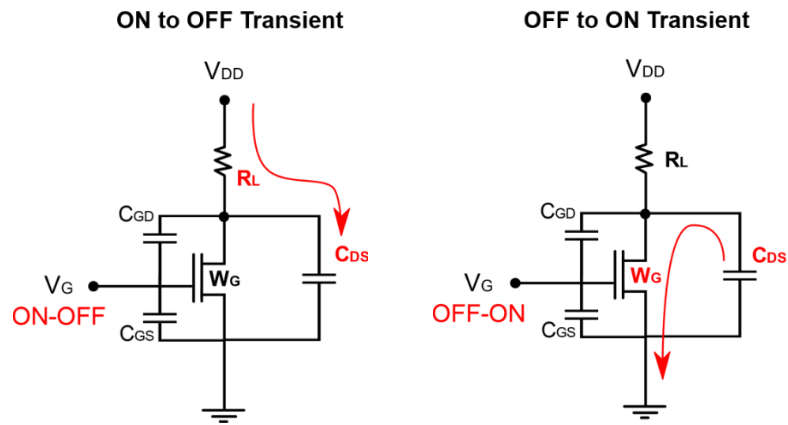 ON to OFF Transient
VDD
RL
CGD
CDS
VG
WG
ON-OFF
CGS
OFF to ON Transient
VDD
RL
CGD
CDS
VG
WG
OFF-ON
CGS